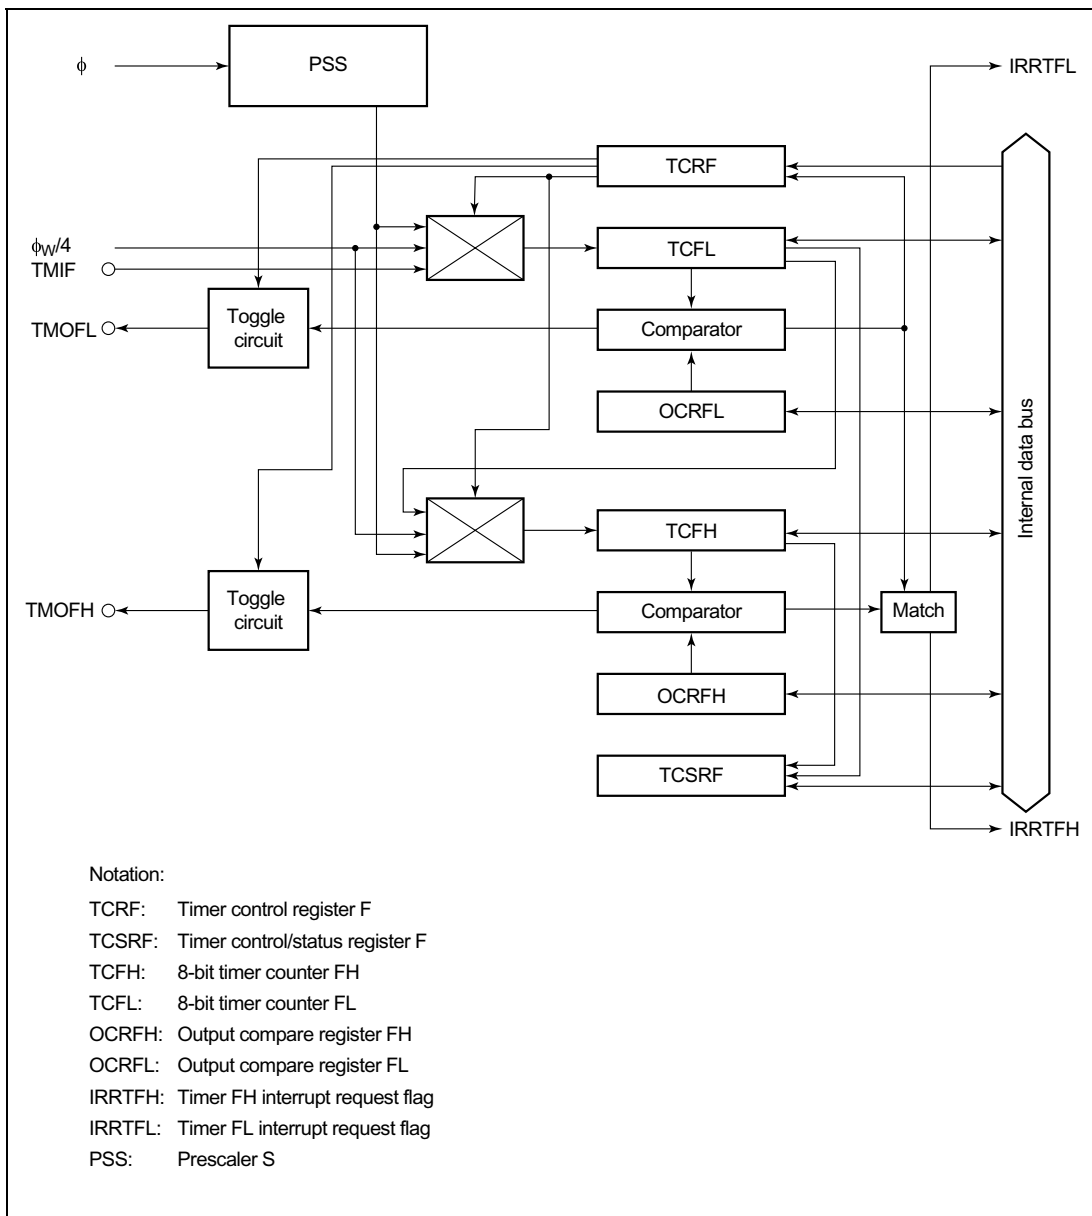 ϕ
PSS
IRRTFL
TCRF
ϕW/4
TMIF
TCFL
TMOFL
Toggle
circuit
Comparator
OCRFL
Internal data bus
TCFH
TMOFH
Toggle
circuit
Comparator
Match
OCRFH
TCSRF
IRRTFH
Notation:
TCRF: Timer control register F
TCSRF: Timer control/status register F
TCFH: 8-bit timer counter FH
TCFL: 8-bit timer counter FL
OCRFH: Output compare register FH
OCRFL: Output compare register FL
IRRTFH: Timer FH interrupt request flag
IRRTFL: Timer FL interrupt request flag
PSS: Prescaler S